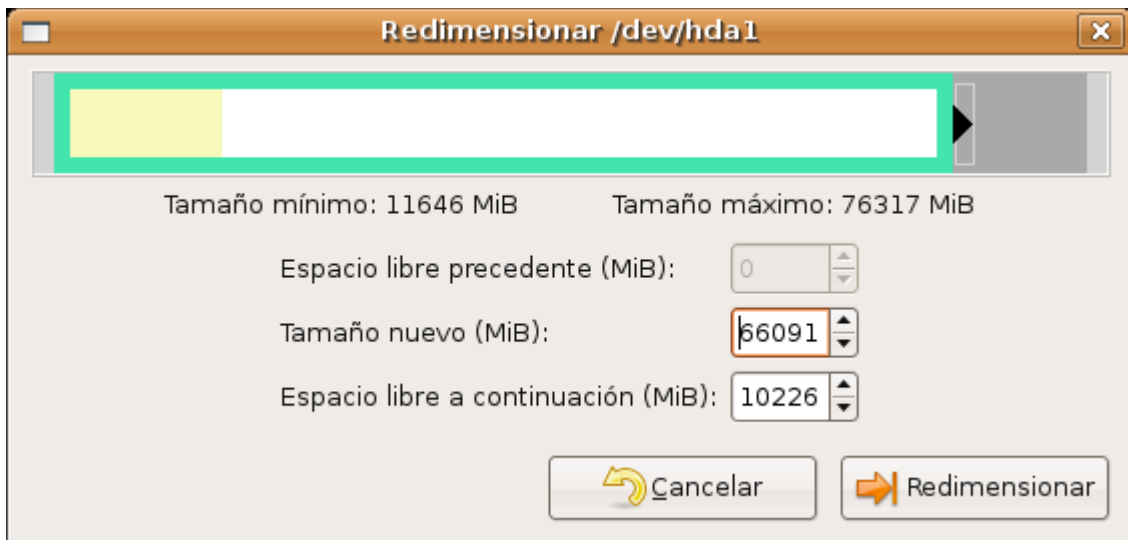 Redimensionar /dev/hda1
Tamaño mínimo: 11646 MiB Tamaño máximo: 76317 MiB
Espacio libre precedente (MiB): 0
Tamaño nuevo (MiB): 66091
Espacio libre a continuación (MiB): 10226
Cancelar Redimensionar